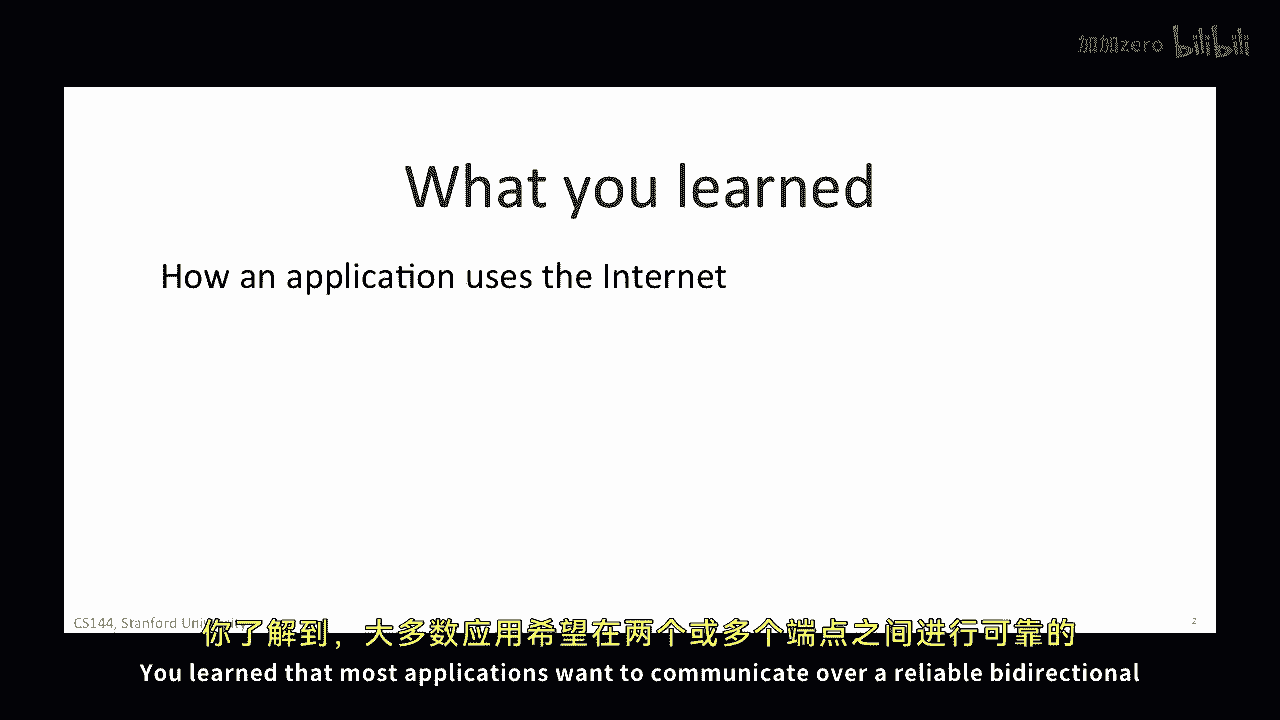 加加zero bilibili
What you learned
How an application uses the Internet
CS144, Stanford University
2
你了解到，大多数应用希望在两个或多个端点之间进行可靠的
You learned that most applications want to communicate over a reliable bidirectional